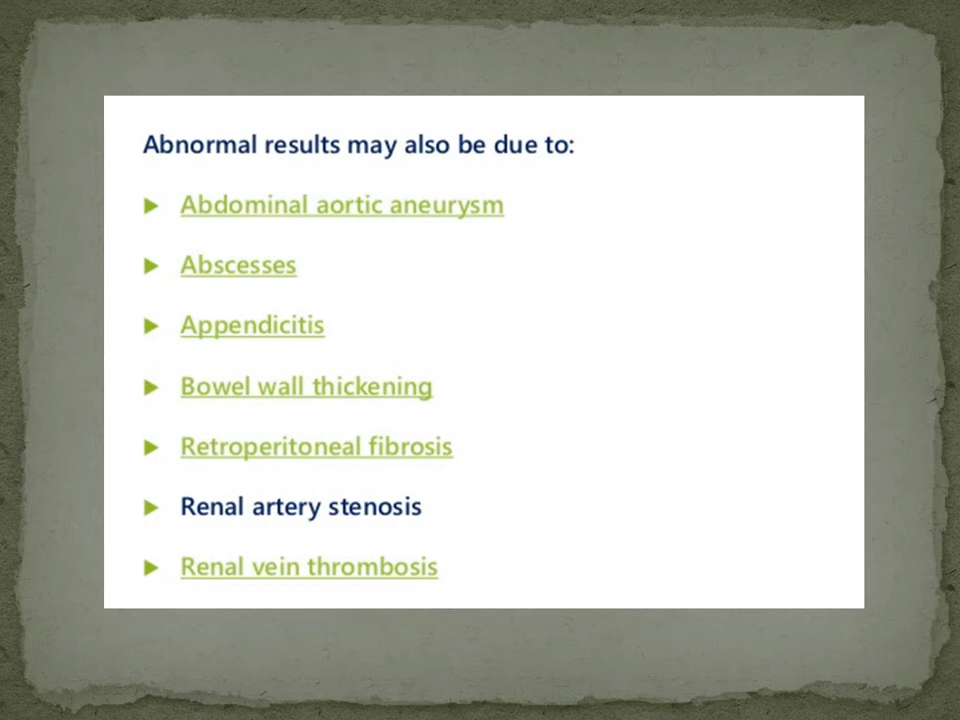 Abnormal results may also be due to:
Abdominal aortic aneurysm
Abscesses
Appendicitis
Bowel wall thickening
Retroperitoneal fibrosis
Renal artery stenosis
Renal vein thrombosis